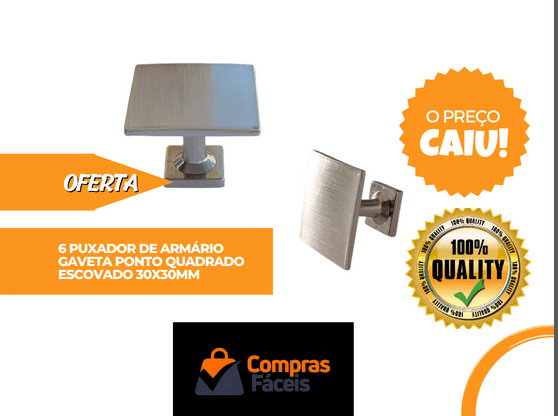 O PREÇO
CAIU!
OFERTA
6 PUXADOR DE ARMÁRIO
GAVETA PONTO QUADRADO
ESCOVADO 30X30MM
100% QUALITY
100%
QUALITY
Compras
Fáceis